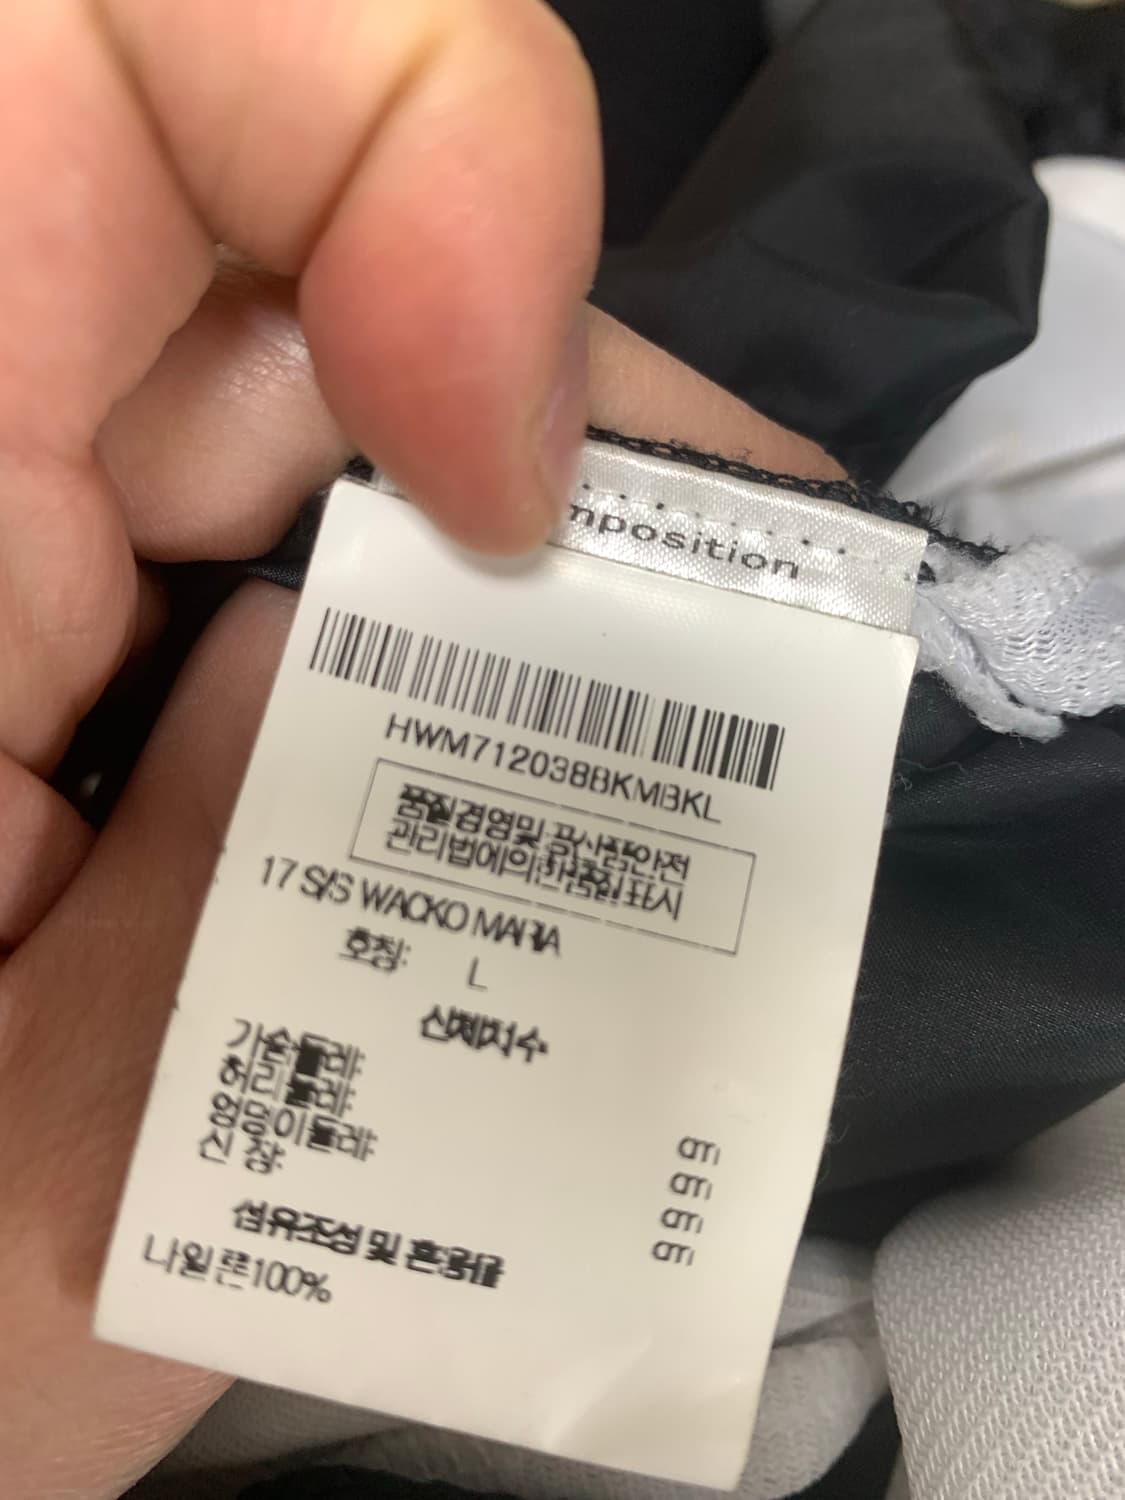 mposition
HWM712038BKMBKL
품질경영및 공산품안전
관리법에의한품질표시
17 S/S WACKO MARIA
호칭: L
신체치수
가슴둘레: cm
허리둘레: cm
엉덩이둘레: cm
신 장: cm
섬유조성 및 혼용률
나일론100%